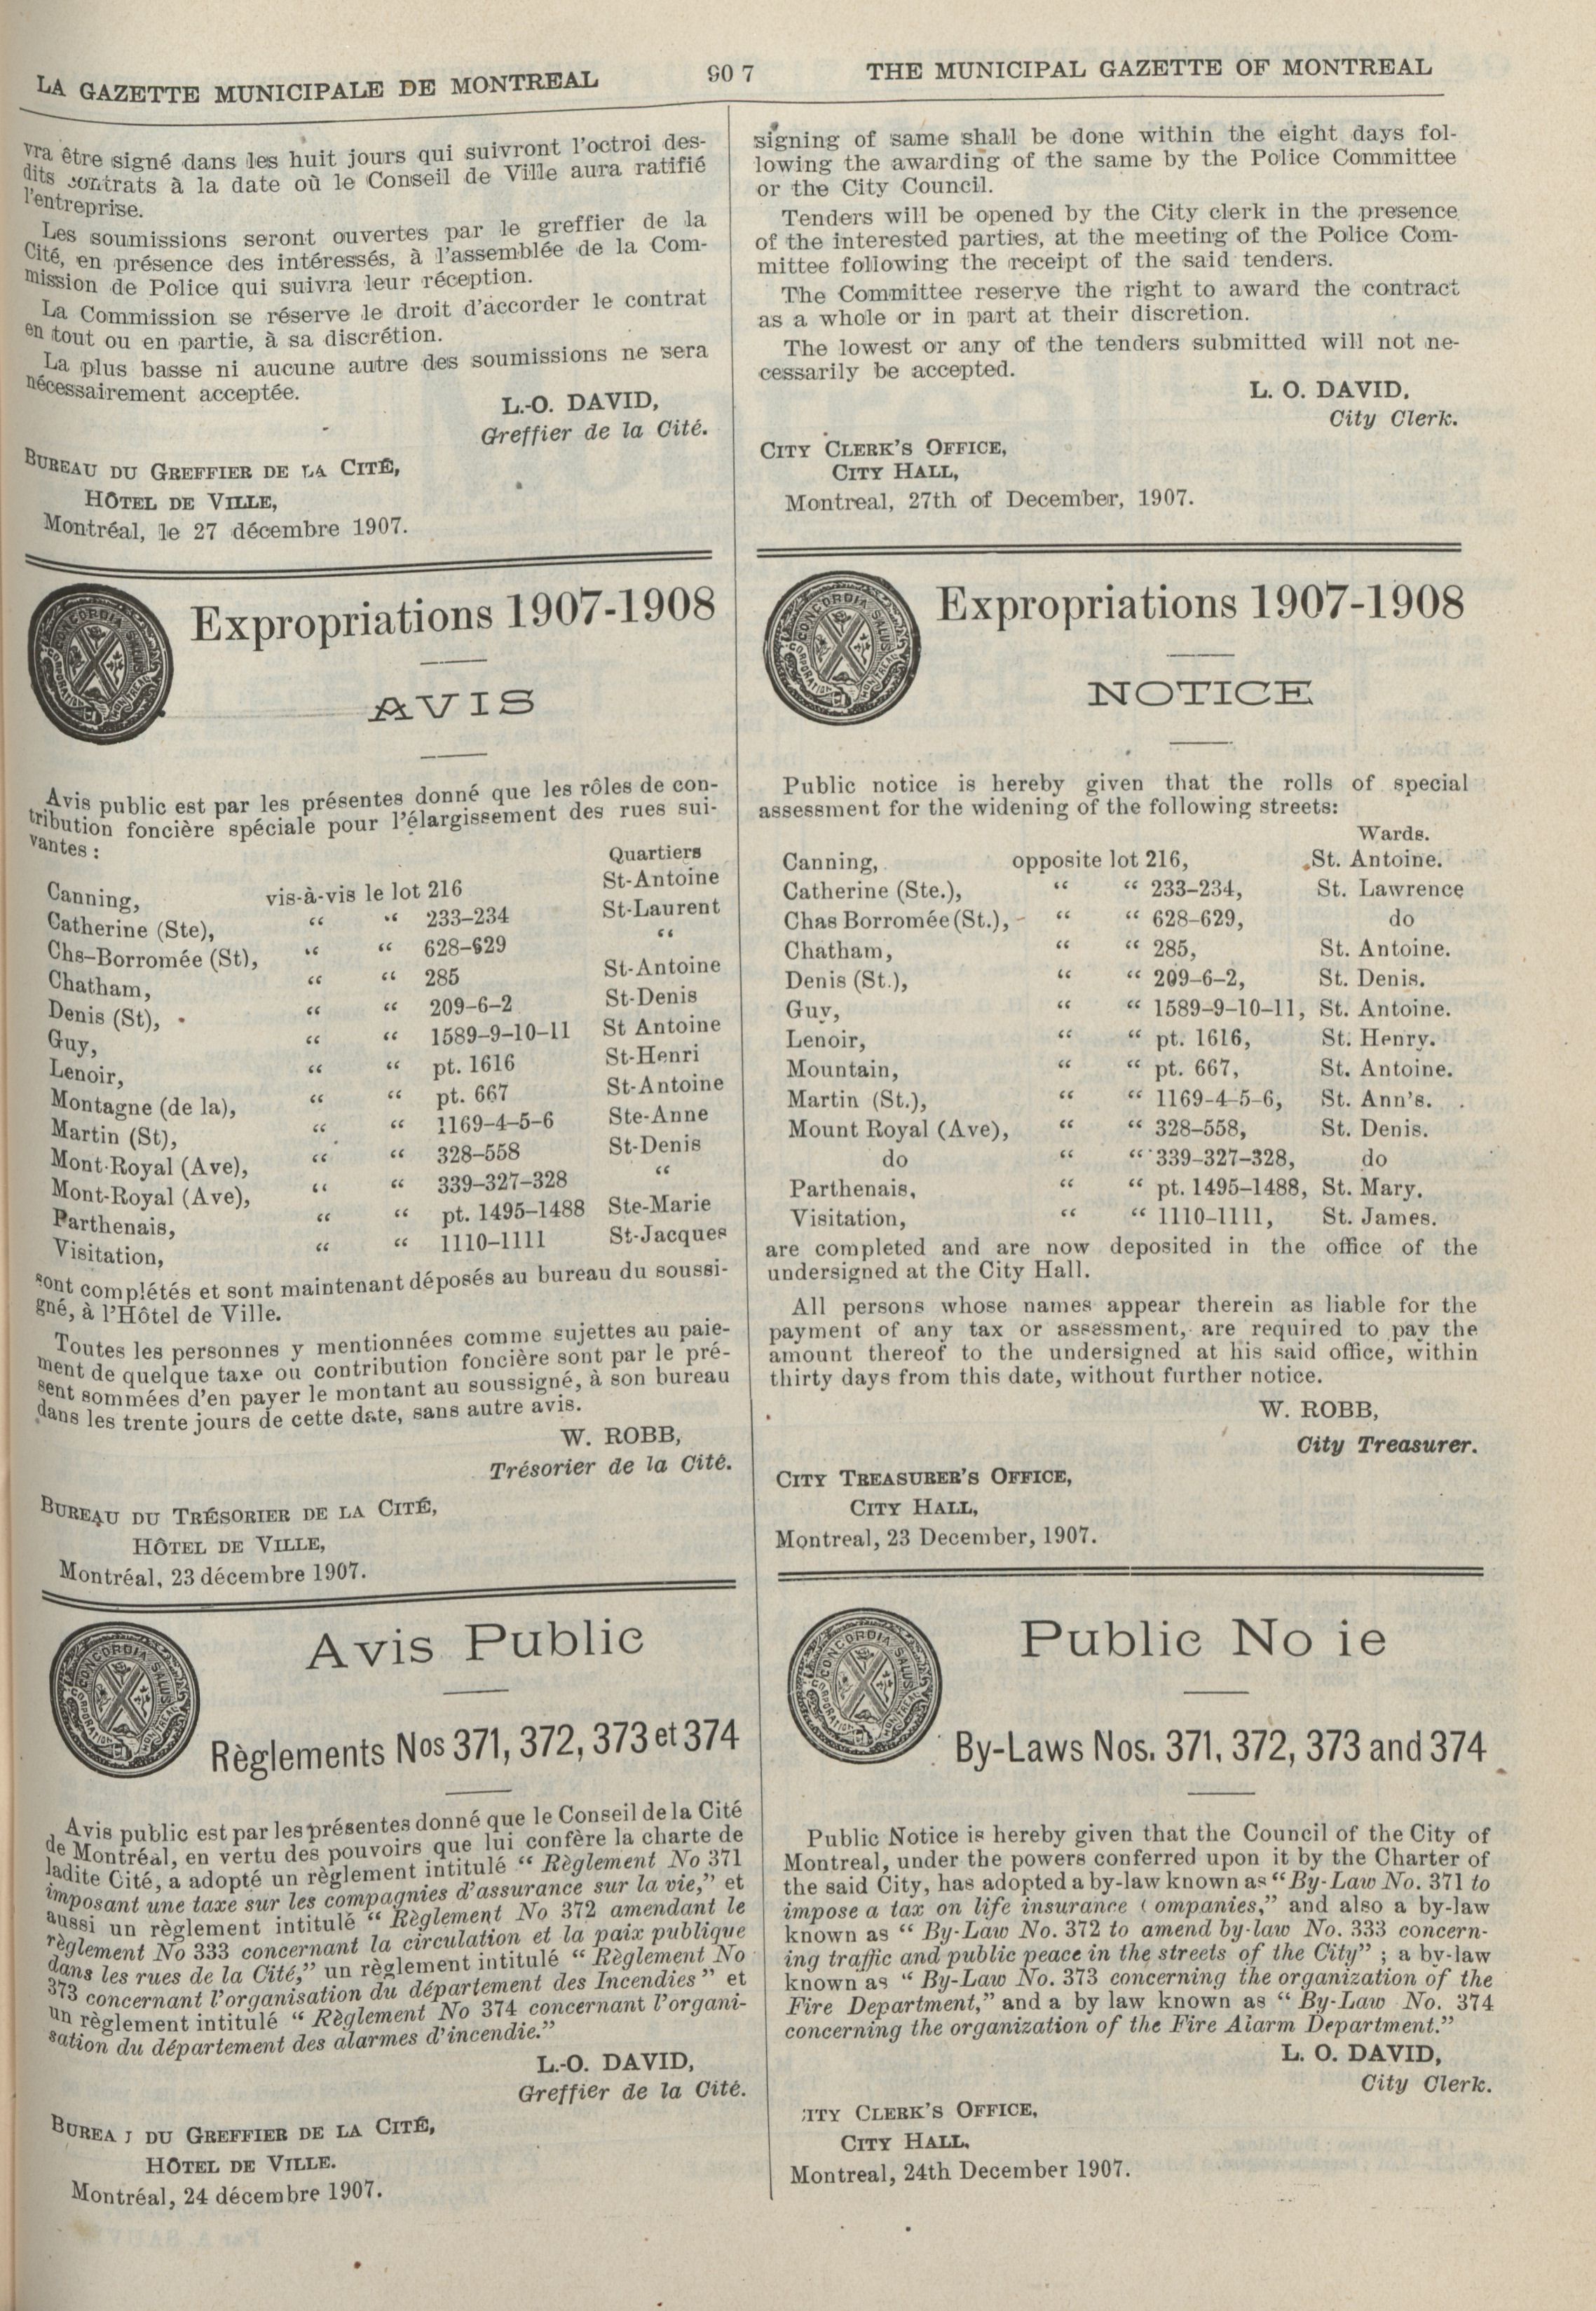 LA GAZETTE MUNICIPALE DE MONTREAL
907
THE MUNICIPAL GAZETTE OF MONTREAL
vra être signé dans les huit jours qui suivront l'octroi des-
dits contrats à la date où le Conseil de Ville aura ratifié
l'entreprise.
Les soumissions seront ouvertes par le greffier de la
Cité, en présence des intéressés, à l'assemblée de la Com-
mission de Police qui suivra leur réception.
La Commission se réserve le droit d'accorder le contrat
en tout ou en partie, à sa discrétion.
La plus basse ni aucune autre des soumissions ne sera
nécessairement acceptée.
L.-O. DAVID,
Greffier de la Cité.
BUREAU DU GREFFIER DE LA CITÉ,
HÔTEL DE VILLE,
Montréal, le 27 décembre 1907.
Expropriations 1907-1908
AVIS
Avis public est par les présentes donné que les rôles de con-
tribution foncière spéciale pour l'élargissement des rues sui-
vantes :
Quartiers
Canning, vis-à-vis le lot 216 St-Antoine
Catherine (Ste), “ “ 233-234 St-Laurent
Chs-Borromée (St), “ “ 628-629 “
Chatham, “ “ 285 St-Antoine
Denis (St), “ “ 209-6-2 St-Denis
Guy, “ “ 1589-9-10-11 St Antoine
Lenoir, “ “ pt. 1616 St-Henri
Montagne (de la), “ “ pt. 667 St-Antoine
Martin (St), “ “ 1169-4-5-6 Ste-Anne
Mont-Royal (Ave), “ “ 328-558 St-Denis
Mont-Royal (Ave), “ “ 339-327-328 “
Parthenais, “ “ pt. 1495-1488 Ste-Marie
Visitation, “ “ 1110-1111 St-Jacques
sont complétés et sont maintenant déposés au bureau du soussi-
gné, à l'Hôtel de Ville.
Toutes les personnes y mentionnées comme sujettes au paie-
ment de quelque taxe ou contribution foncière sont par le pré-
sent sommées d'en payer le montant au soussigné, à son bureau
dans les trente jours de cette date, sans autre avis.
W. ROBB,
Trésorier de la Cité.
BUREAU DU TRÉSORIER DE LA CITÉ,
HÔTEL DE VILLE,
Montréal, 23 décembre 1907.
Avis Public
Règlements Nos 371, 372, 373 et 374
Avis public est par les présentes donné que le Conseil de la Cité
de Montréal, en vertu des pouvoirs que lui confère la charte de
ladite Cité, a adopté un règlement intitulé “ Règlement No 371
imposant une taxe sur les compagnies d'assurance sur la vie,” et
aussi un règlement intitulé “ Règlement No 372 amendant le
règlement No 333 concernant la circulation et la paix publique
dans les rues de la Cité,” un règlement intitulé “ Règlement No
373 concernant l'organisation du département des Incendies ” et
un règlement intitulé “ Règlement No 374 concernant l'organi-
sation du département des alarmes d'incendie.”
L.-O. DAVID,
Greffier de la Cité.
BUREA J DU GREFFIER DE LA CITÉ,
HÔTEL DE VILLE.
Montréal, 24 décembre 1907.
signing of same shall be done within the eight days fol-
lowing the awarding of the same by the Police Committee
or the City Council.
Tenders will be opened by the City clerk in the presence
of the interested parties, at the meeting of the Police Com-
mittee following the receipt of the said tenders.
The Committee reserve the right to award the contract
as a whole or in part at their discretion.
The lowest or any of the tenders submitted will not ne-
cessarily be accepted.
L. O. DAVID,
City Clerk.
CITY CLERK'S OFFICE,
CITY HALL,
Montreal, 27th of December, 1907.
Expropriations 1907-1908
NOTICE
Public notice is hereby given that the rolls of special
assessment for the widening of the following streets:
Wards.
Canning, opposite lot 216, St. Antoine.
Catherine (Ste.), “ “ 233-234, St. Lawrence
Chas Borromée (St.), “ “ 628-629, do
Chatham, “ “ 285, St. Antoine.
Denis (St.), “ “ 209-6-2, St. Denis.
Guy, “ “ 1589-9-10-11, St. Antoine.
Lenoir, “ “ pt. 1616, St. Henry.
Mountain, “ “ pt. 667, St. Antoine.
Martin (St.), “ “ 1169-4-5-6, St. Ann's.
Mount Royal (Ave), “ “ 328-558, St. Denis.
do “ “ 339-327-328, do
Parthenais, “ “ pt. 1495-1488, St. Mary.
Visitation, “ “ 1110-1111, St. James.
are completed and are now deposited in the office of the
undersigned at the City Hall.
All persons whose names appear therein as liable for the
payment of any tax or assessment, are required to pay the
amount thereof to the undersigned at his said office, within
thirty days from this date, without further notice.
W. ROBB,
City Treasurer.
CITY TREASURER'S OFFICE,
CITY HALL,
Montreal, 23 December, 1907.
Public No ie
By-Laws Nos. 371, 372, 373 and 374
Public Notice is hereby given that the Council of the City of
Montreal, under the powers conferred upon it by the Charter of
the said City, has adopted a by-law known as “By-Law No. 371 to
impose a tax on life insurance (ompanies,” and also a by-law
known as “ By-Law No. 372 to amend by-law No. 333 concern-
ing traffic and public peace in the streets of the City” ; a by-law
known as “ By-Law No. 373 concerning the organization of the
Fire Department,” and a by law known as “ By-Law No. 374
concerning the organization of the Fire Alarm Department.”
L. O. DAVID,
City Clerk.
ITY CLERK'S OFFICE,
CITY HALL.
Montreal, 24th December 1907.